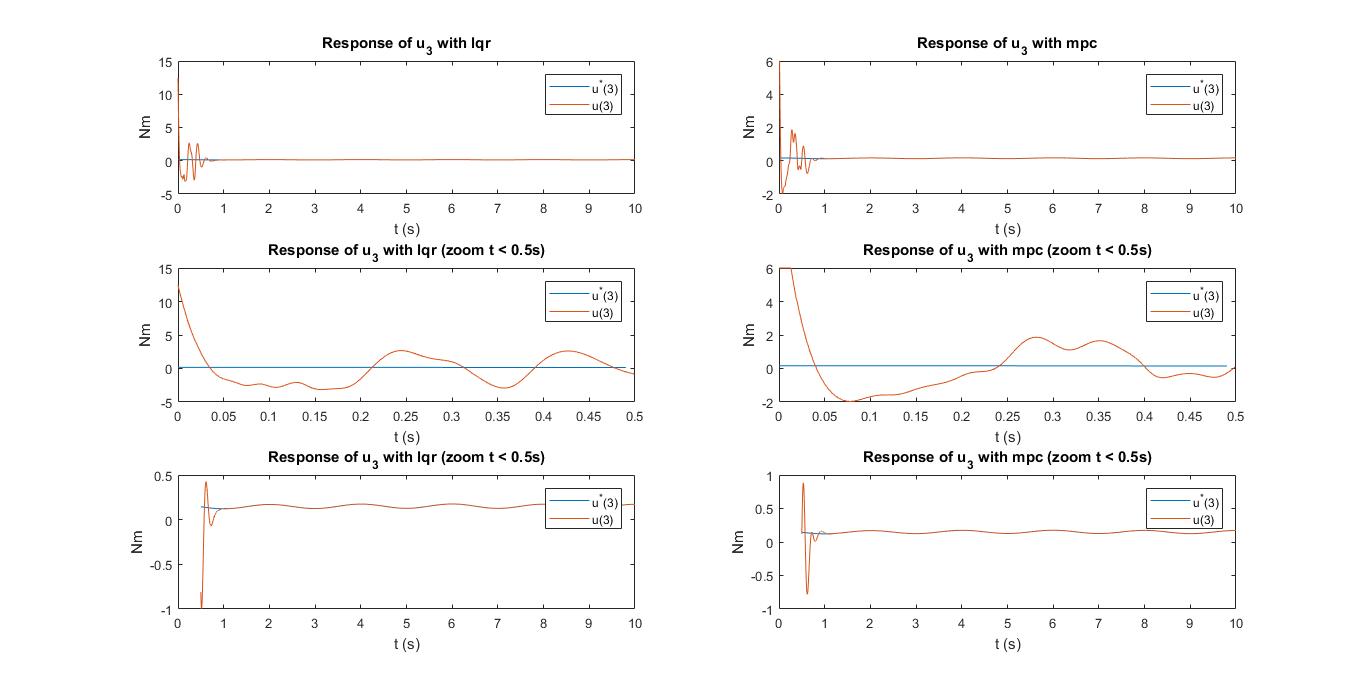 Response of u3 with lqr
15
10
5
0
-5
Nm
u*(3)
u(3)
0 1 2 3 4 5 6 7 8 9 10
t (s)
Response of u3 with mpc
6
4
2
0
-2
Nm
u*(3)
u(3)
0 1 2 3 4 5 6 7 8 9 10
t (s)
Response of u3 with lqr (zoom t < 0.5s)
15
10
5
0
-5
Nm
u*(3)
u(3)
0 0.05 0.1 0.15 0.2 0.25 0.3 0.35 0.4 0.45 0.5
t (s)
Response of u3 with mpc (zoom t < 0.5s)
6
4
2
0
-2
Nm
u*(3)
u(3)
0 0.05 0.1 0.15 0.2 0.25 0.3 0.35 0.4 0.45 0.5
t (s)
Response of u3 with lqr (zoom t < 0.5s)
0.5
0
-0.5
-1
Nm
u*(3)
u(3)
0 1 2 3 4 5 6 7 8 9 10
t (s)
Response of u3 with mpc (zoom t < 0.5s)
1
0.5
0
-0.5
-1
Nm
u*(3)
u(3)
0 1 2 3 4 5 6 7 8 9 10
t (s)